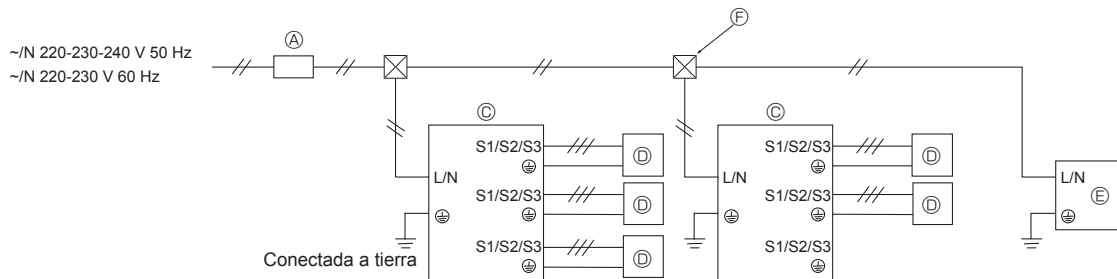 ~/N 220-230-240 V 50 Hz
~/N 220-230 V 60 Hz
Ⓐ
Ⓕ
Ⓒ
Ⓒ
S1/S2/S3
Ⓓ
S1/S2/S3
Ⓓ
L/N
L/N
Ⓔ
S1/S2/S3
Ⓓ
S1/S2/S3
Ⓓ
S1/S2/S3
Ⓓ
S1/S2/S3
Conectada a tierra